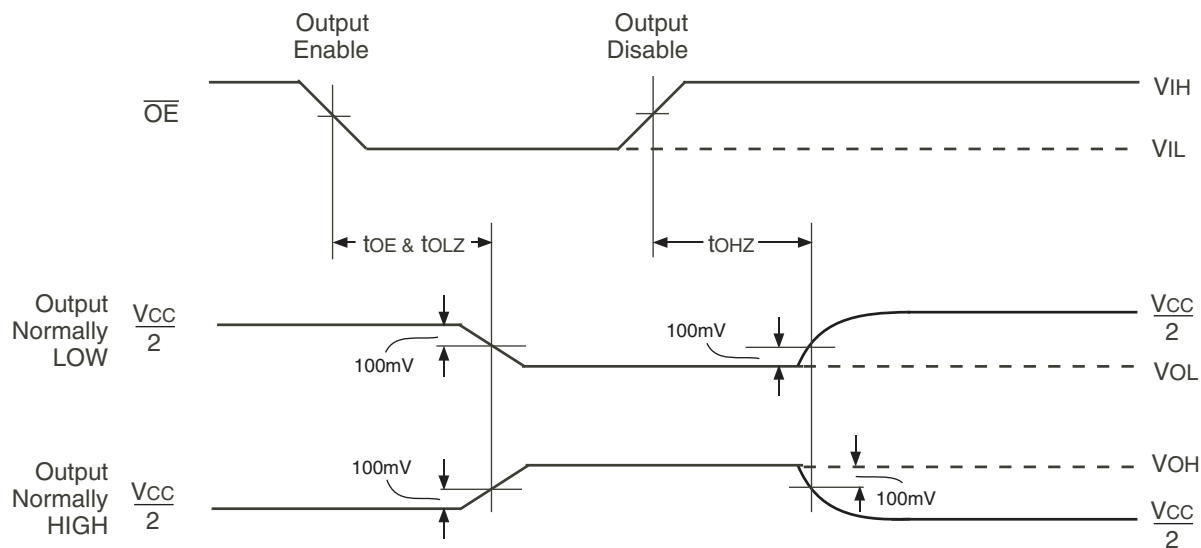 Output
Enable
Output
Disable
OE
VIH
VIL
tOE & tOLZ
tOHZ
Output
Normally
LOW
VCC
2
100mV
100mV
VCC
2
VOL
Output
Normally
HIGH
VCC
2
100mV
100mV
VOH
VCC
2